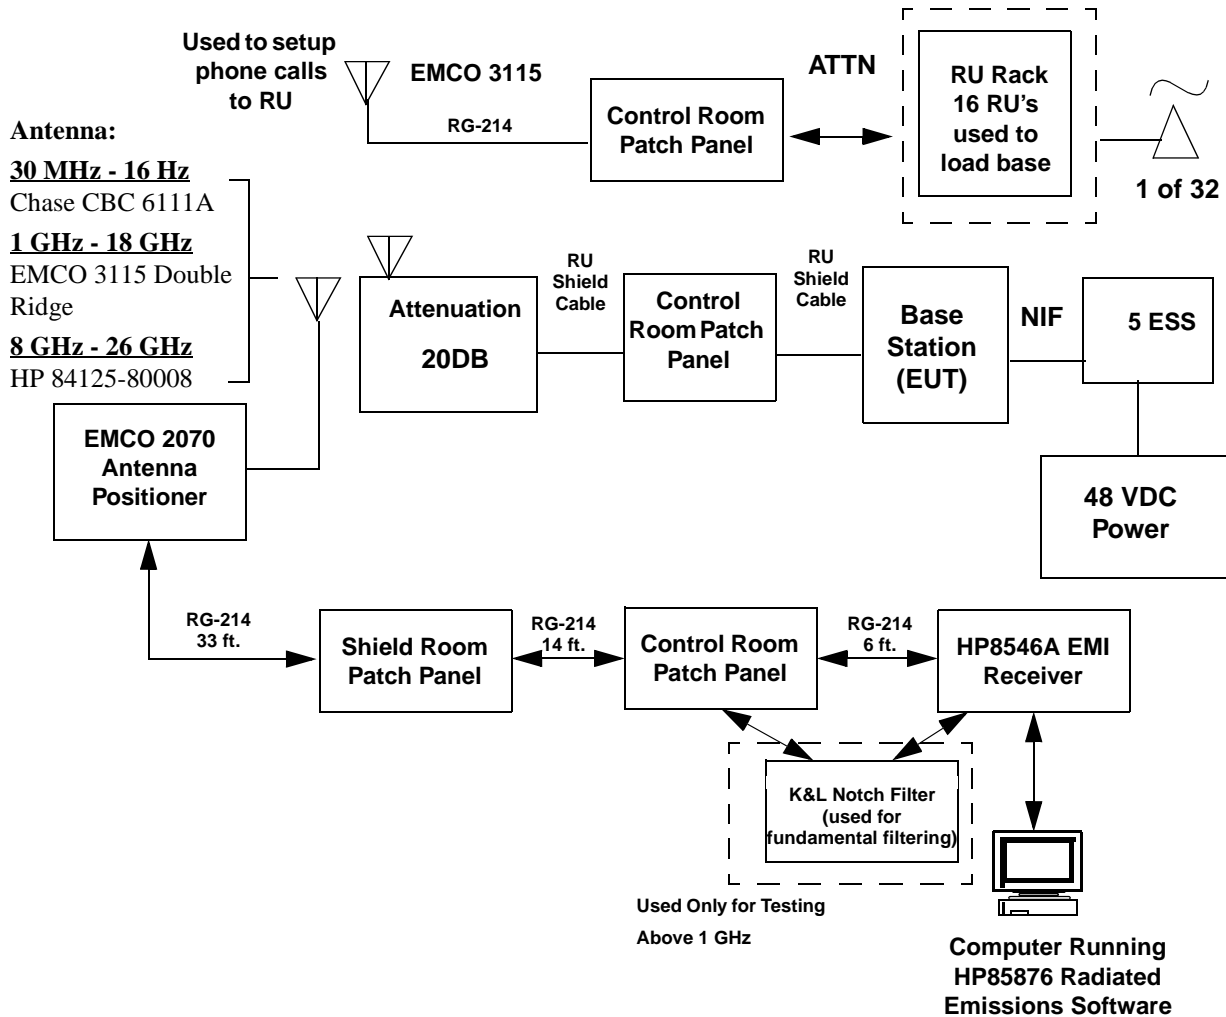 Used to setup
phone calls
to RU
EMCO 3115
RG-214
Control Room
Patch Panel
ATTN
RU Rack
16 RU's
used to
load base
1 of 32
Antenna:
30 MHz - 16 Hz
Chase CBC 6111A
1 GHz - 18 GHz
EMCO 3115 Double
Ridge
8 GHz - 26 GHz
HP 84125-80008
Attenuation
20DB
RU
Shield
Cable
Control
Room Patch
Panel
RU
Shield
Cable
Base
Station
(EUT)
NIF
5 ESS
48 VDC
Power
EMCO 2070
Antenna
Positioner
RG-214
33 ft.
Shield Room
Patch Panel
RG-214
14 ft.
Control Room
Patch Panel
RG-214
6 ft.
HP8546A EMI
Receiver
K&L Notch Filter
(used for
fundamental filtering)
Used Only for Testing
Above 1 GHz
Computer Running
HP85876 Radiated
Emissions Software